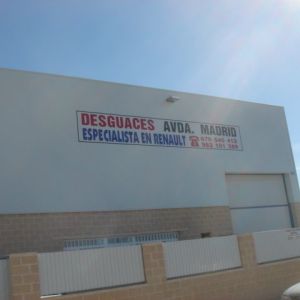 DESGUACES AVDA. MADRID
ESPECIALISTA EN RENAULT